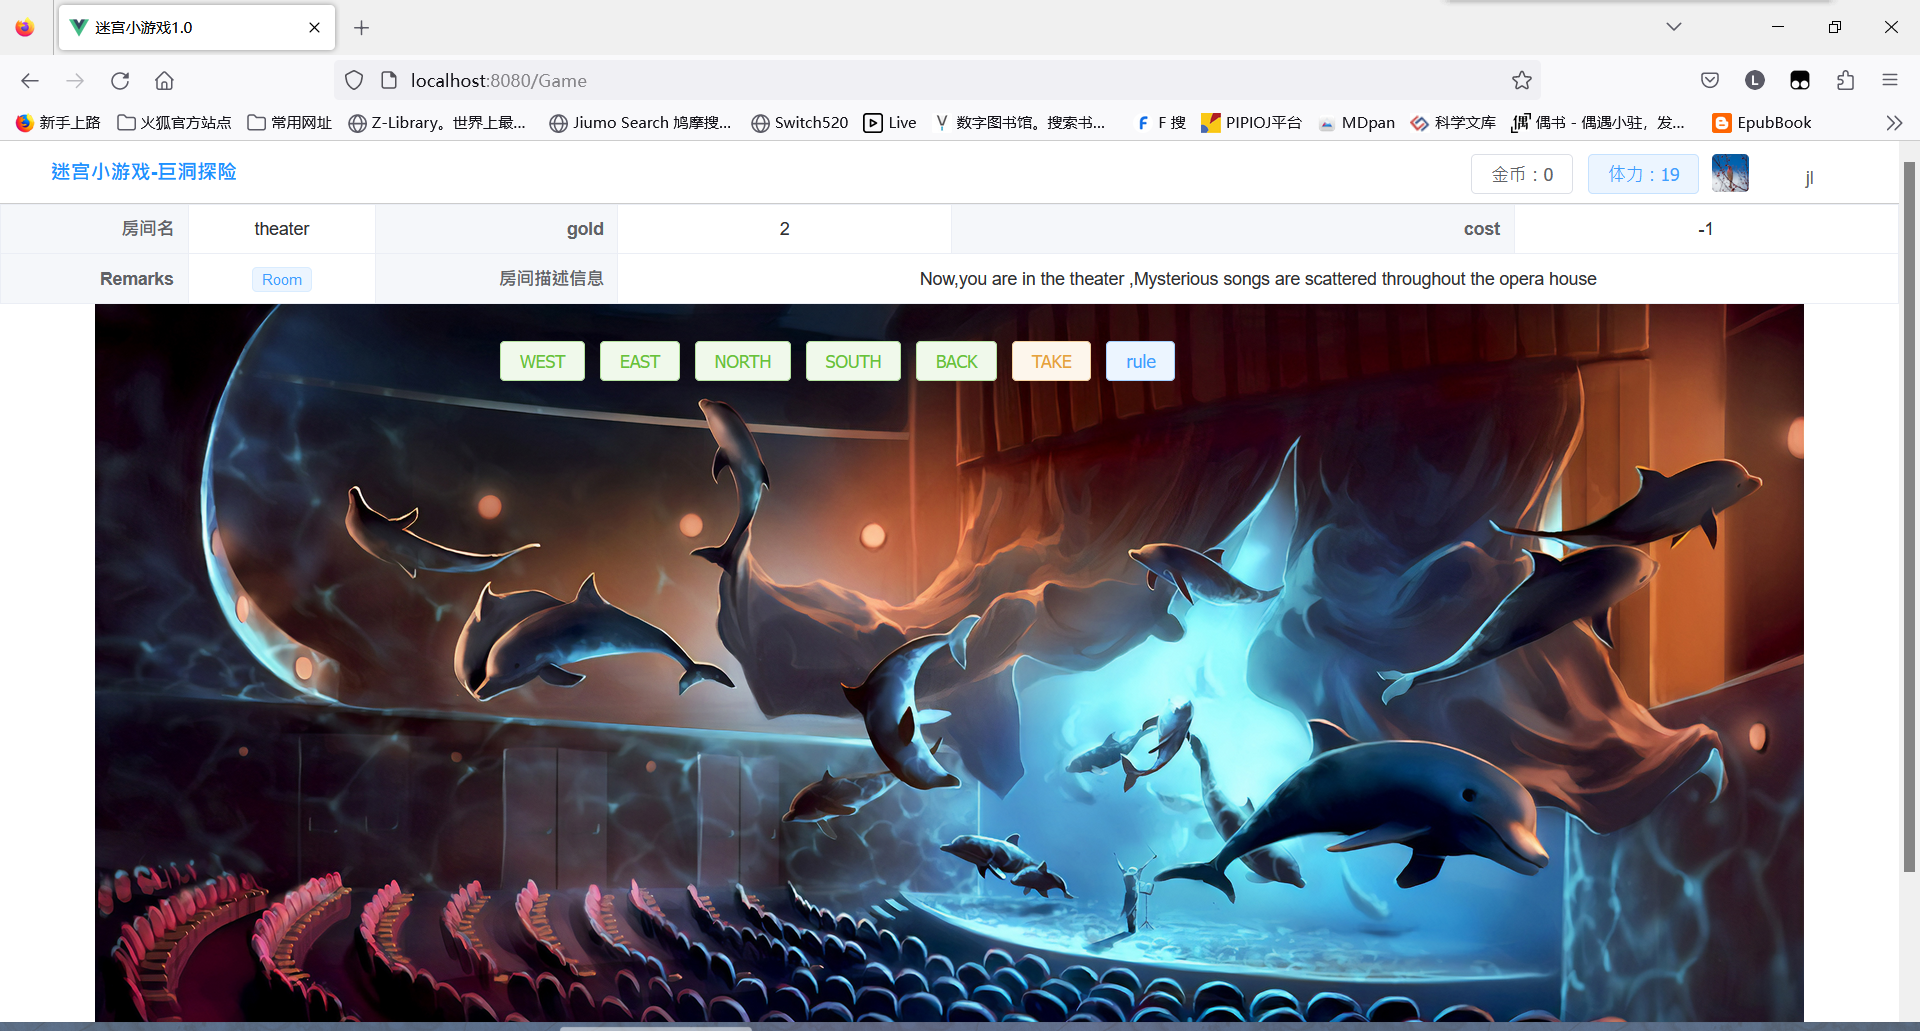 迷宫小游戏1.0
localhost:8080/Game
新手上路 火狐官方站点 常用网址 Z-Library。世界上最... Jiumo Search 鸠摩搜... Switch520 Live 数字图书馆。搜索书... F 搜 PIPIOJ平台 MDpan 科学文库 偶书 - 偶遇小驻，发... EpubBook
迷宫小游戏-巨洞探险 金币：0 体力：19 jl
房间名 theater gold 2 cost -1
Remarks Room 房间描述信息 Now,you are in the theater ,Mysterious songs are scattered throughout the opera house
WEST EAST NORTH SOUTH BACK TAKE rule